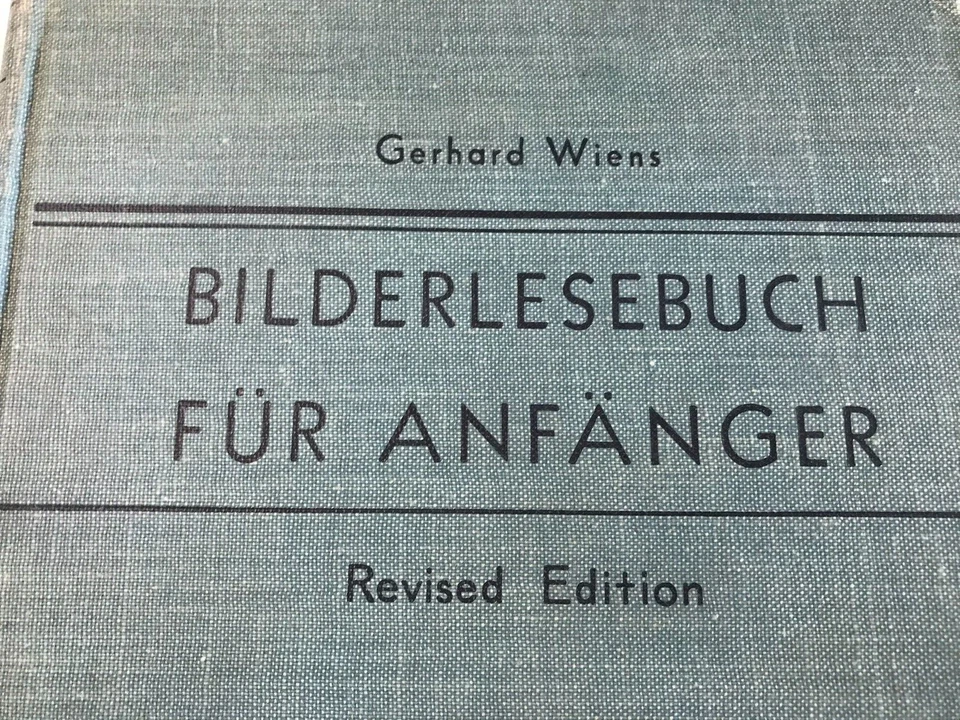 Gerhard Wiens
BILDERLESEBUCH
FÜR ANFÄNGER
Revised Edition